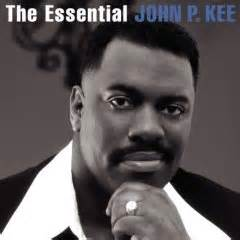 The Essential JOHN P. KEE